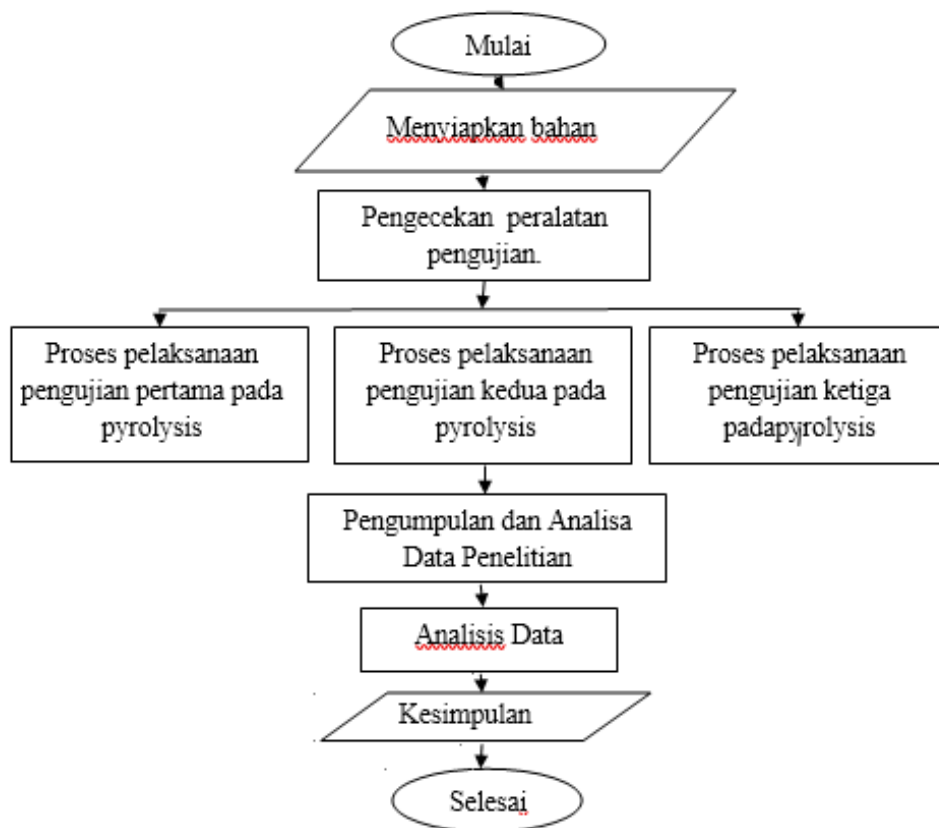 Mulai
Menyiapkan bahan
Pengecekan peralatan
pengujian.
Proses pelaksanaan
pengujian pertama pada
pyrolysis
Proses pelaksanaan
pengujian kedua pada
pyrolysis
Proses pelaksanaan
pengujian ketiga
padapyrolysis
Pengumpulan dan Analisa
Data Penelitian
Analisis Data
Kesimpulan
Selesai